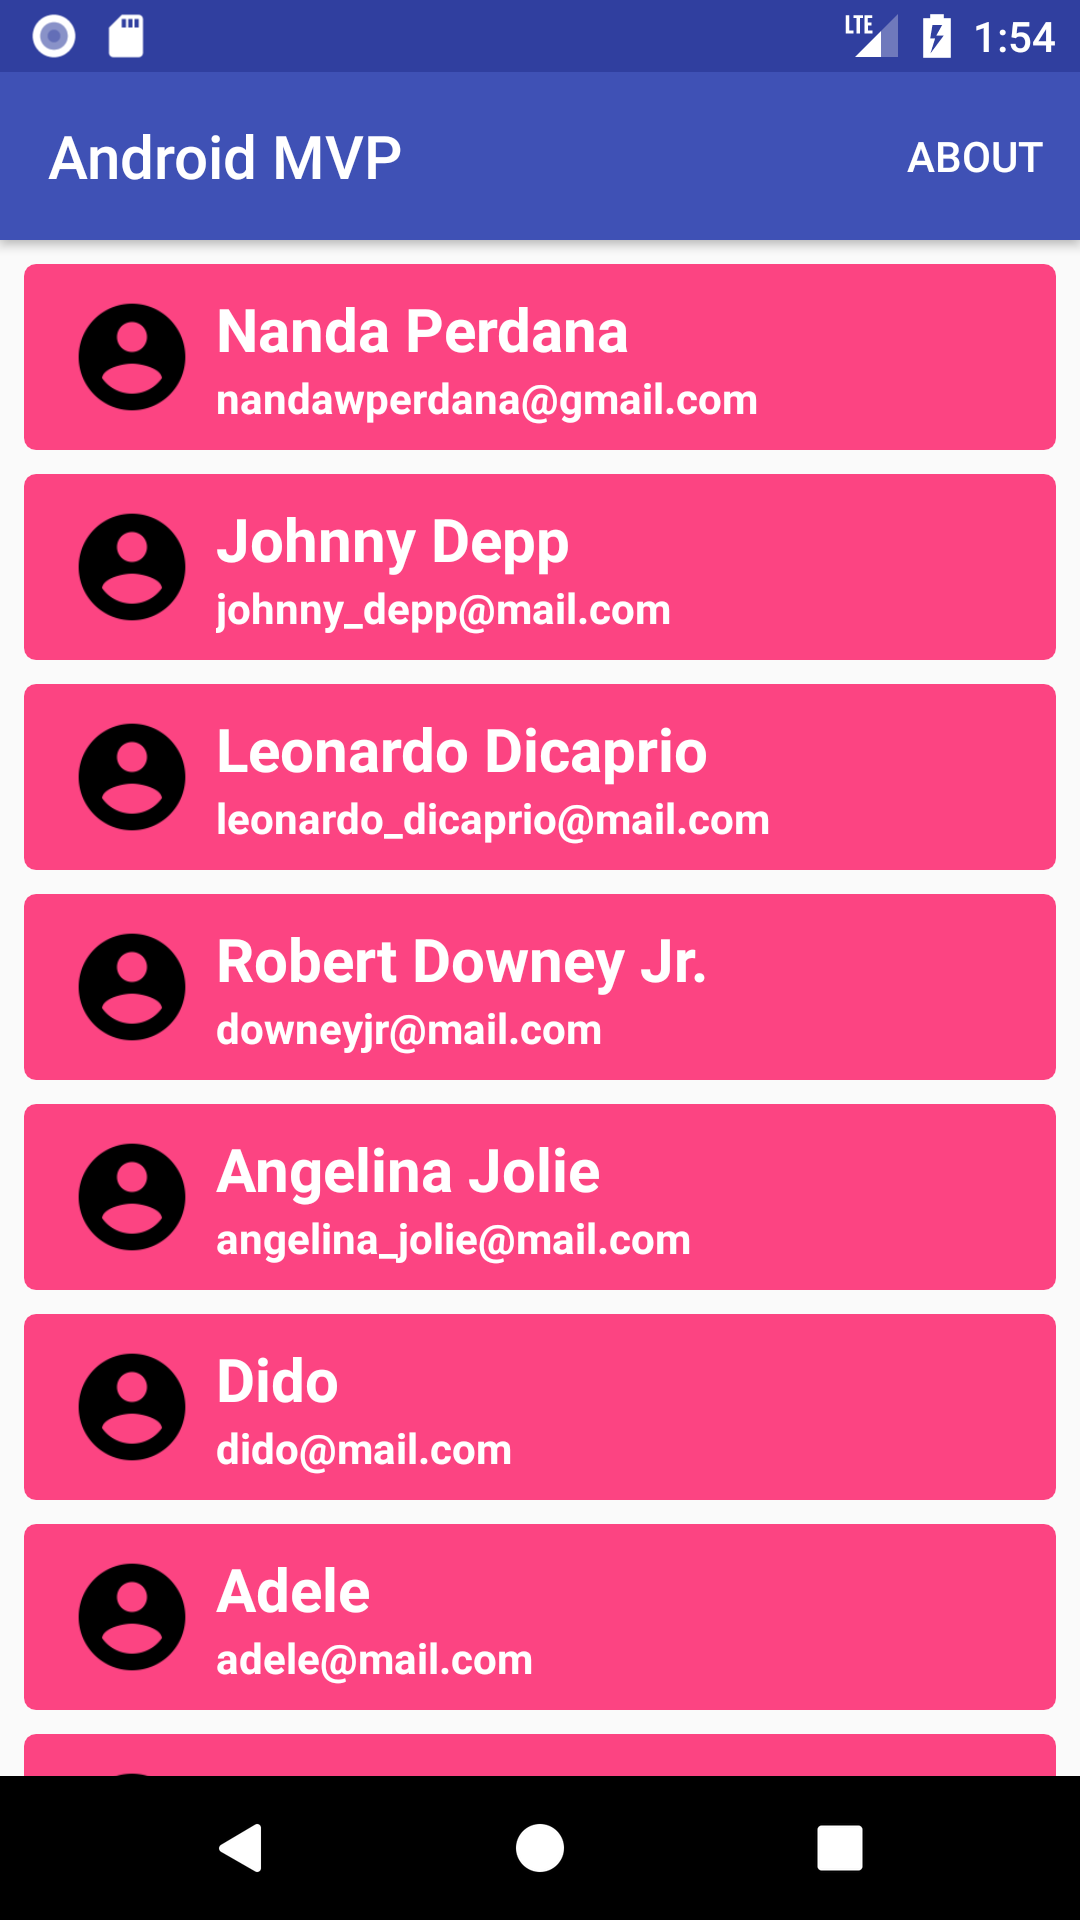 LTE 1:54
Android MVP ABOUT
Nanda Perdana
nandawperdana@gmail.com
Johnny Depp
johnny_depp@mail.com
Leonardo Dicaprio
leonardo_dicaprio@mail.com
Robert Downey Jr.
downeyjr@mail.com
Angelina Jolie
angelina_jolie@mail.com
Dido
dido@mail.com
Adele
adele@mail.com